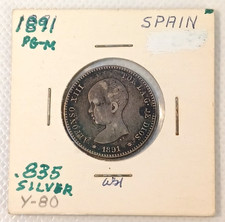 1891
SPAIN
PG-M
ALFONSO XIII POR LA G. DE DIOS
1891
.835
SILVER
Y-80